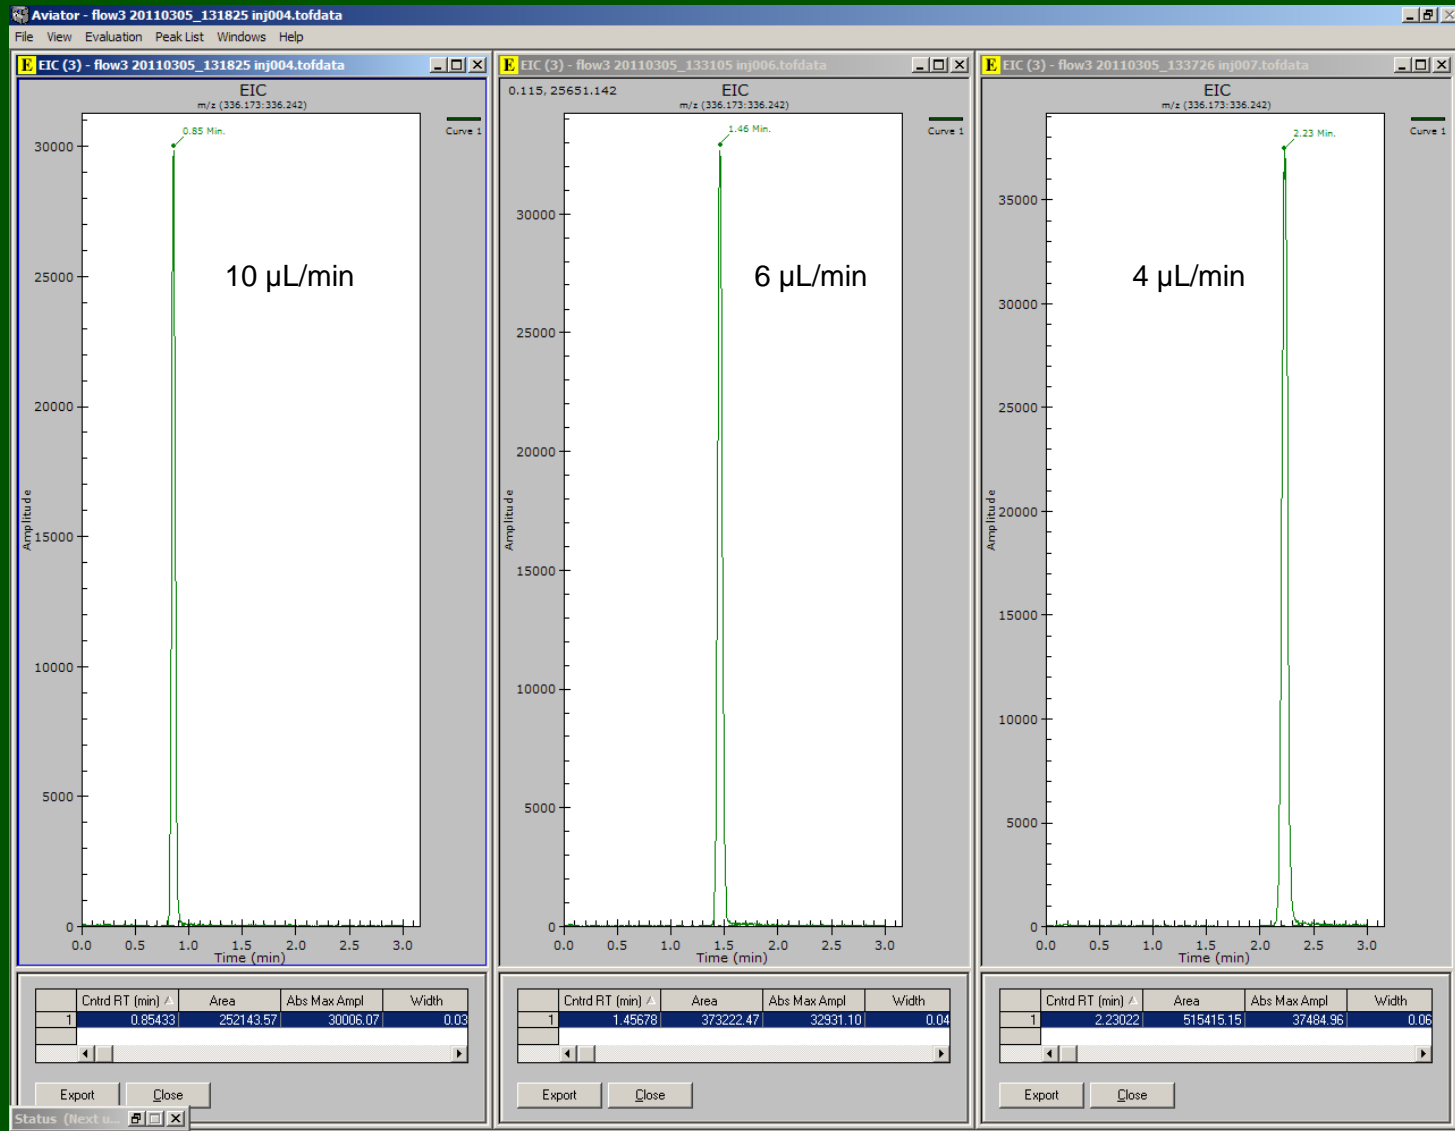 Aviator - flow3 20110305_131825 inj004.tofdata
File View Evaluation Peak List Windows Help
E EIC (3) - flow3 20110305_131825 inj004.tofdata
EIC
m/z (336.173:336.242)
Curve 1
0.85 Min.
10 µL/min
30000
25000
20000
15000
10000
5000
0
Amplitude
0.0 0.5 1.0 1.5 2.0 2.5 3.0
Time (min)
Cntrd RT (min) Area Abs Max Ampl Width
1 0.85433 252143.57 30006.07 0.03
Export Close
E EIC (3) - flow3 20110305_133105 inj006.tofdata
0.115, 25651.142
EIC
m/z (336.173:336.242)
Curve 1
1.46 Min.
6 µL/min
30000
25000
20000
15000
10000
5000
0
Amplitude
0.0 0.5 1.0 1.5 2.0 2.5 3.0
Time (min)
Cntrd RT (min) Area Abs Max Ampl Width
1 1.45678 373222.47 32931.10 0.04
Export Close
E EIC (3) - flow3 20110305_133726 inj007.tofdata
EIC
m/z (336.173:336.242)
Curve 1
2.23 Min.
4 µL/min
35000
30000
25000
20000
15000
10000
5000
0
Amplitude
0.0 0.5 1.0 1.5 2.0 2.5 3.0
Time (min)
Cntrd RT (min) Area Abs Max Ampl Width
1 2.23022 515415.15 37484.96 0.06
Export Close
Status (Next u...